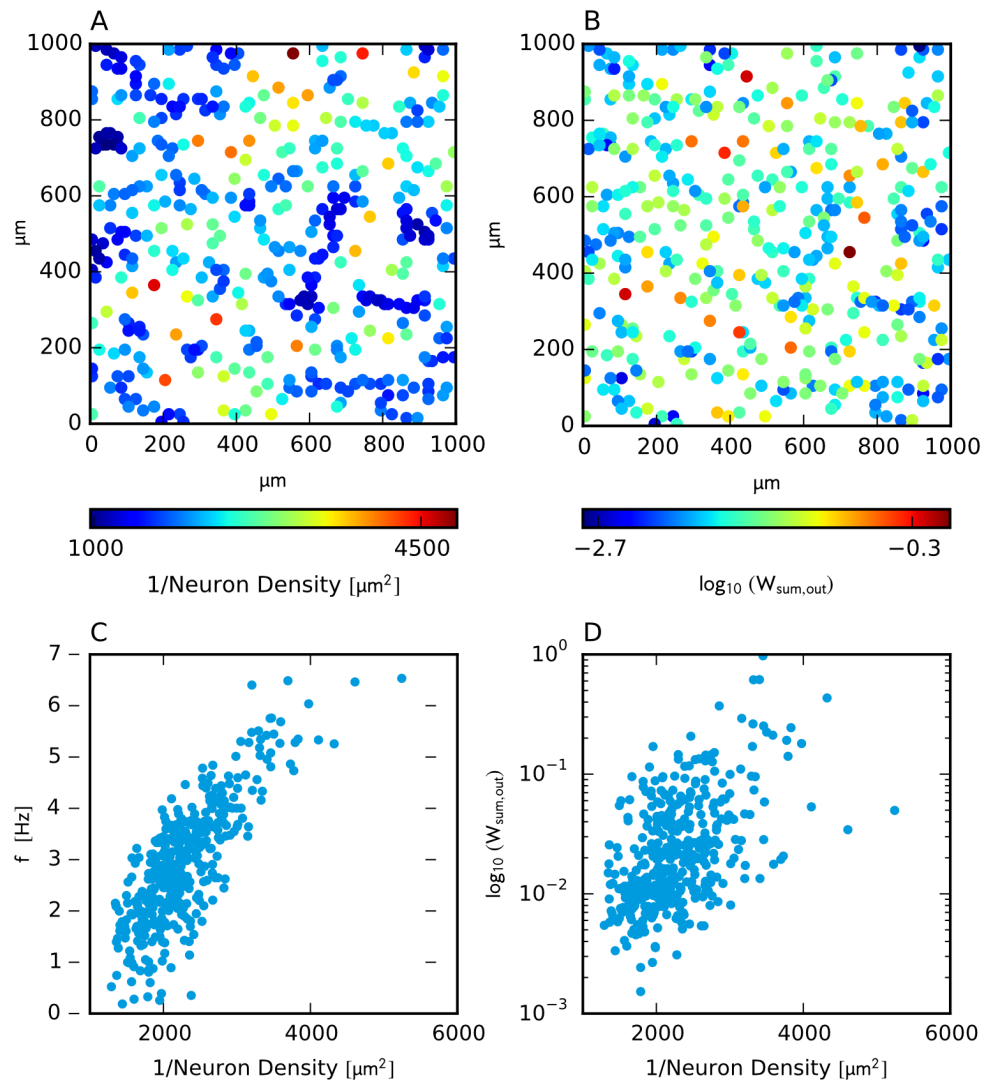 A B
1000 1000
800 800
600 600
400 400
200 200
0 0
μm μm
0 200 400 600 800 1000 0 200 400 600 800 1000
μm μm
1000 4500 −2.7 −0.3
1/Neuron Density [μm²] log₁₀ (W_sum,out)
C D
7 10⁰
6
5 10⁻¹
4
3 10⁻²
2
1
0 10⁻³
f [Hz] log₁₀ (W_sum,out)
2000 4000 6000 2000 4000 6000
1/Neuron Density [μm²] 1/Neuron Density [μm²]